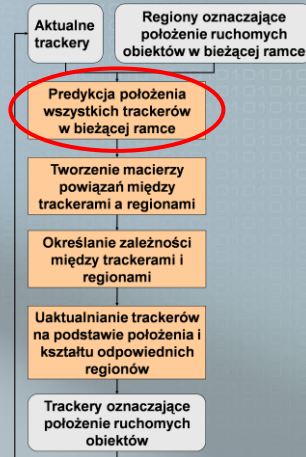 Aktualne
trackery
Regiony oznaczające
położenie ruchomych
obiektów w bieżącej ramce
Predykcja położenia
wszystkich trackerów
w bieżącej ramce
Tworzenie macierzy
powiązań między
trackerami a regionami
Określanie zależności
między trackerami i
regionami
Uaktualnianie trackerów
na podstawie położenia i
kształtu odpowiednich
regionów
Trackery oznaczające
położenie ruchomych
obiektów